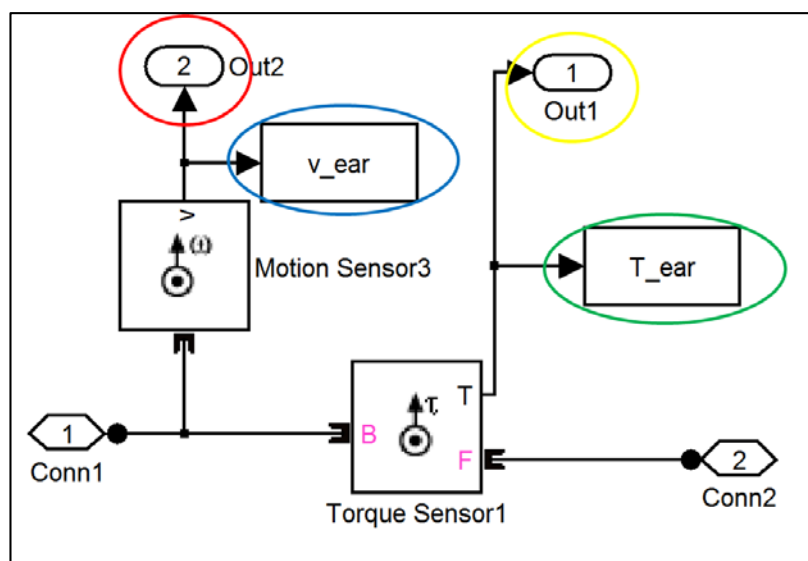 2
Out2
1
Out1
v_ear
v
ω
Motion Sensor3
T_ear
1
Conn1
B
τ
T
F
Torque Sensor1
2
Conn2